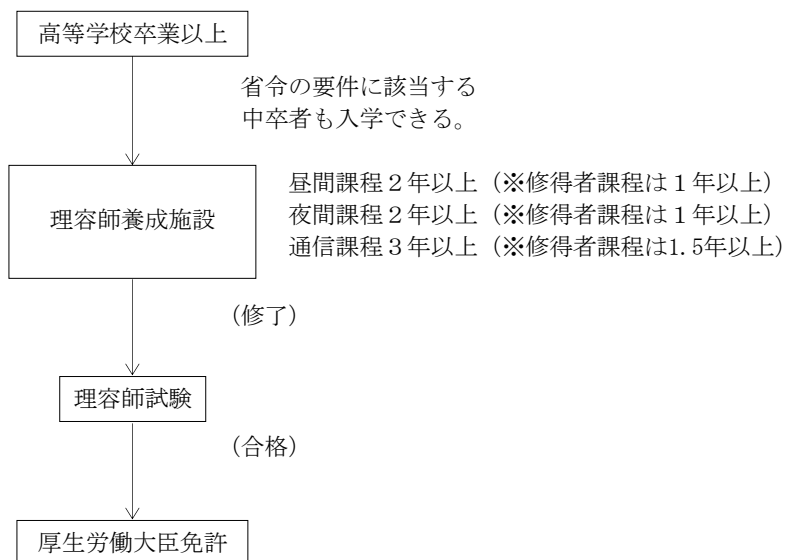 高等学校卒業以上
省令の要件に該当する
中卒者も入学できる。
昼間課程２年以上（※修得者課程は１年以上）
理容師養成施設
夜間課程２年以上（※修得者課程は１年以上）
通信課程３年以上（※修得者課程は1.5年以上）
（修了）
理容師試験
（合格）
厚生労働大臣免許